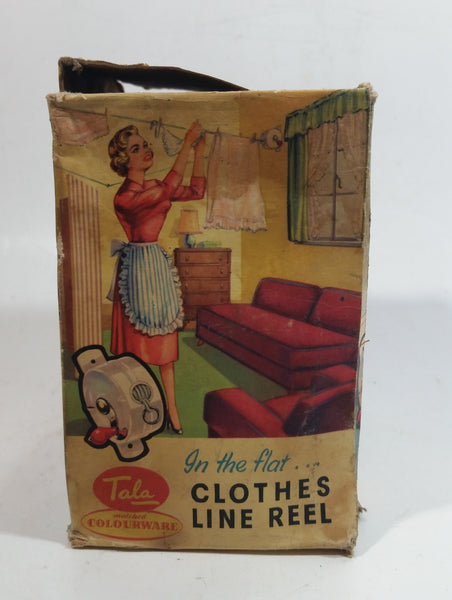 In the flat...
CLOTHES
LINE REEL
Tala
matched
COLOURWARE